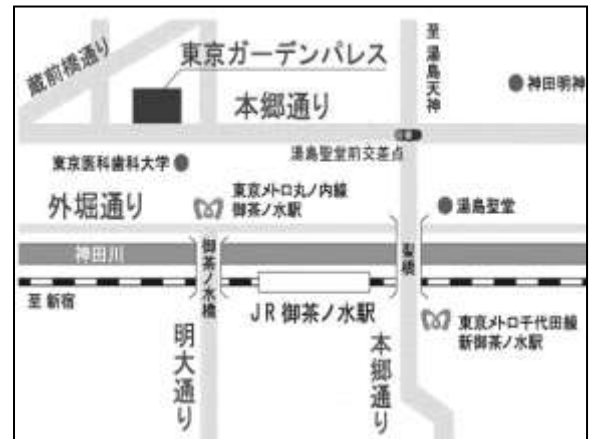 蔵前橋通り
東京ガーデンパレス
至 湯島天神
神田明神
本郷通り
湯島聖堂前交差点
東京医科歯科大学
東京メトロ丸ノ内線
御茶ノ水駅
湯島聖堂
外堀通り
神田川
御茶ノ水橋
聖橋
至 新宿
JR 御茶ノ水駅
東京メトロ千代田線
新御茶ノ水駅
明大通り
本郷通り